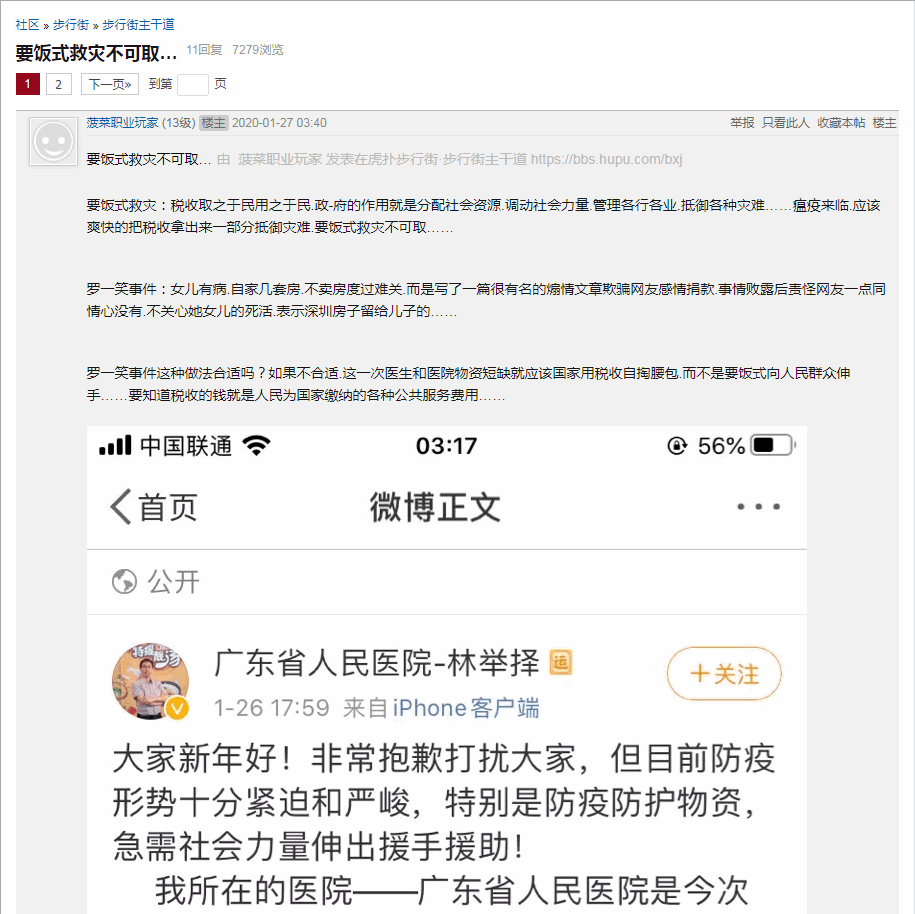 社区 » 步行街 » 步行街主干道
要饭式救灾不可取... 11回复 7279浏览
1 2 下一页» 到第 页
菠菜职业玩家 (13级) 楼主 2020-01-27 03:40 举报 只看此人 收藏本帖 楼主
要饭式救灾不可取... 由 菠菜职业玩家 发表在虎扑步行街·步行街主干道 https://bbs.hupu.com/bxj
要饭式救灾：税收取之于民用之于民.政-府的作用就是分配社会资源.调动社会力量.管理各行各业.抵御各种灾难……瘟疫来临.应该
爽快的把税收拿出来一部分抵御灾难.要饭式救灾不可取……
罗一笑事件：女儿有病.自家几套房.不卖房度过难关.而是写了一篇很有名的煽情文章欺骗网友感情捐款.事情败露后责怪网友一点同
情心没有.不关心她女儿的死活.表示深圳房子留给儿子的……
罗一笑事件这种做法合适吗？如果不合适.这一次医生和医院物资短缺就应该国家用税收自掏腰包.而不是要饭式向人民群众伸
手……要知道税收的钱就是人民为国家缴纳的各种公共服务费用……
中国联通 03:17 56%
首页 微博正文
公开
广东省人民医院-林举择 运 +关注
1-26 17:59 来自iPhone客户端
大家新年好！非常抱歉打扰大家，但目前防疫
形势十分紧迫和严峻，特别是防疫防护物资，
急需社会力量伸出援手援助！
我所在的医院——广东省人民医院是今次